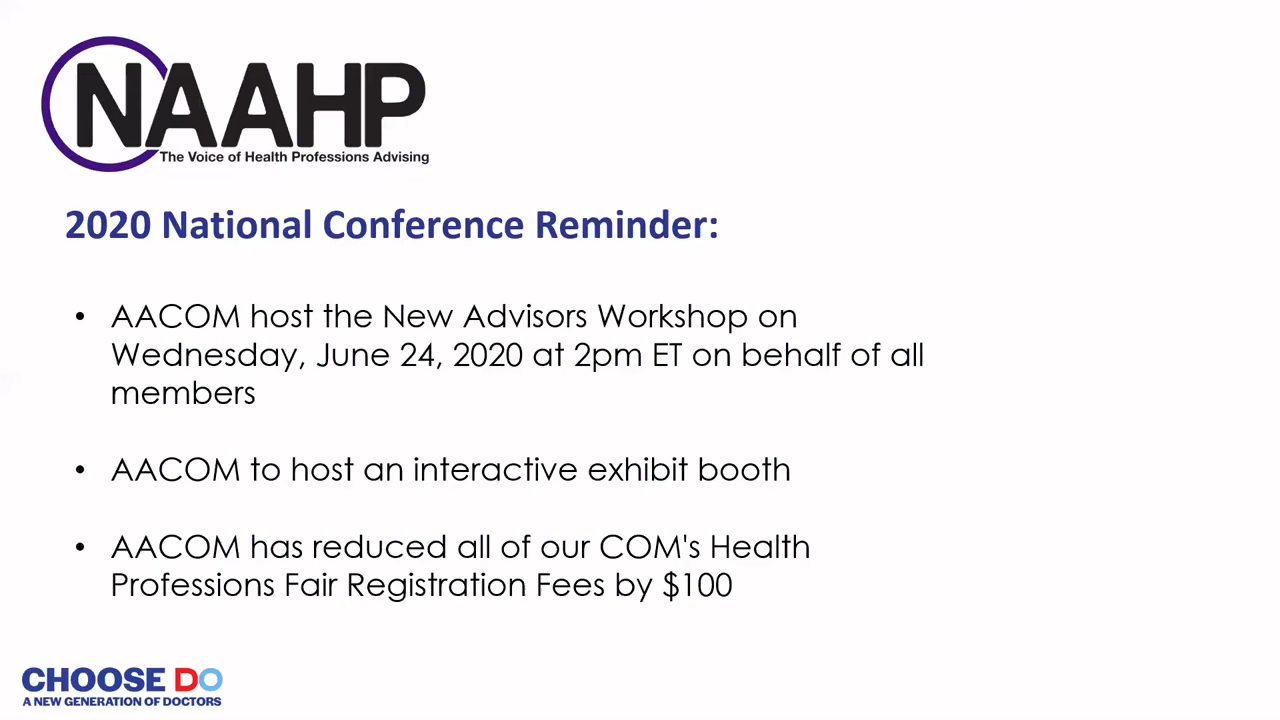 NAAHP
The Voice of Health Professions Advising
2020 National Conference Reminder:
• AACOM host the New Advisors Workshop on
Wednesday, June 24, 2020 at 2pm ET on behalf of all
members
• AACOM to host an interactive exhibit booth
• AACOM has reduced all of our COM's Health
Professions Fair Registration Fees by $100
CHOOSE DO
A NEW GENERATION OF DOCTORS